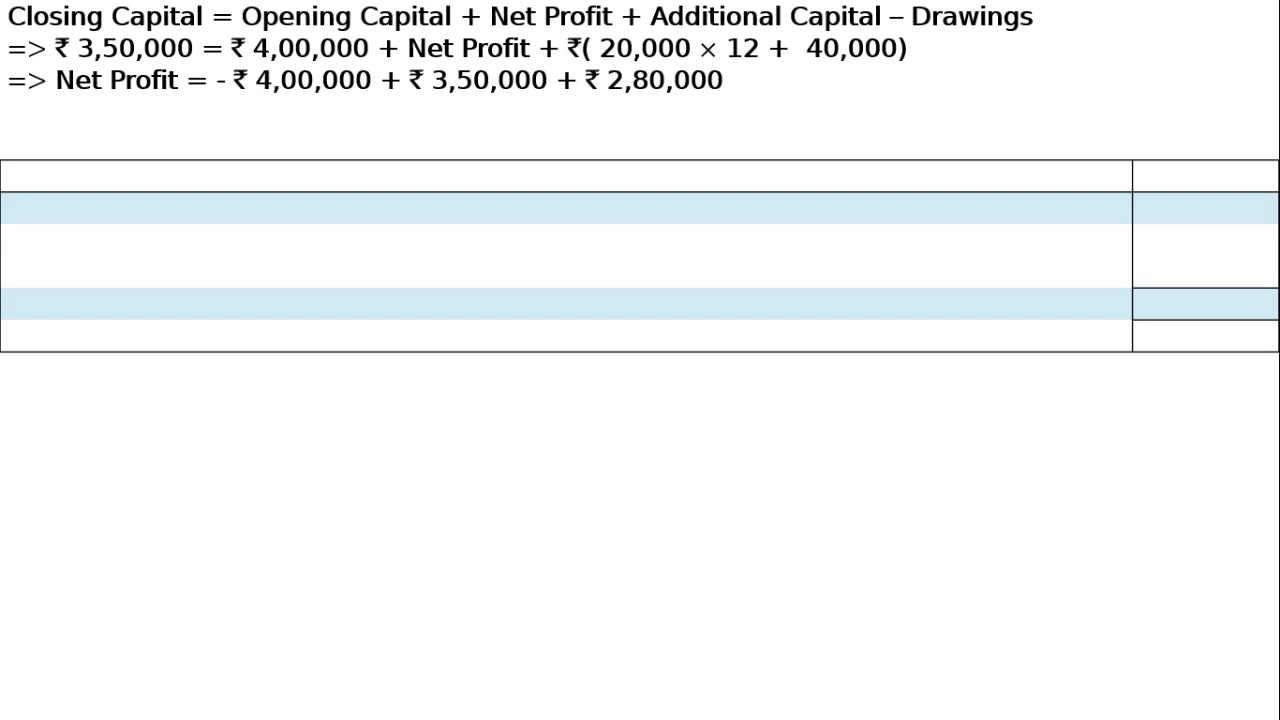 Closing Capital = Opening Capital + Net Profit + Additional Capital – Drawings
=> ₹ 3,50,000 = ₹ 4,00,000 + Net Profit + ₹( 20,000 × 12 +  40,000)
=> Net Profit = - ₹ 4,00,000 + ₹ 3,50,000 + ₹ 2,80,000